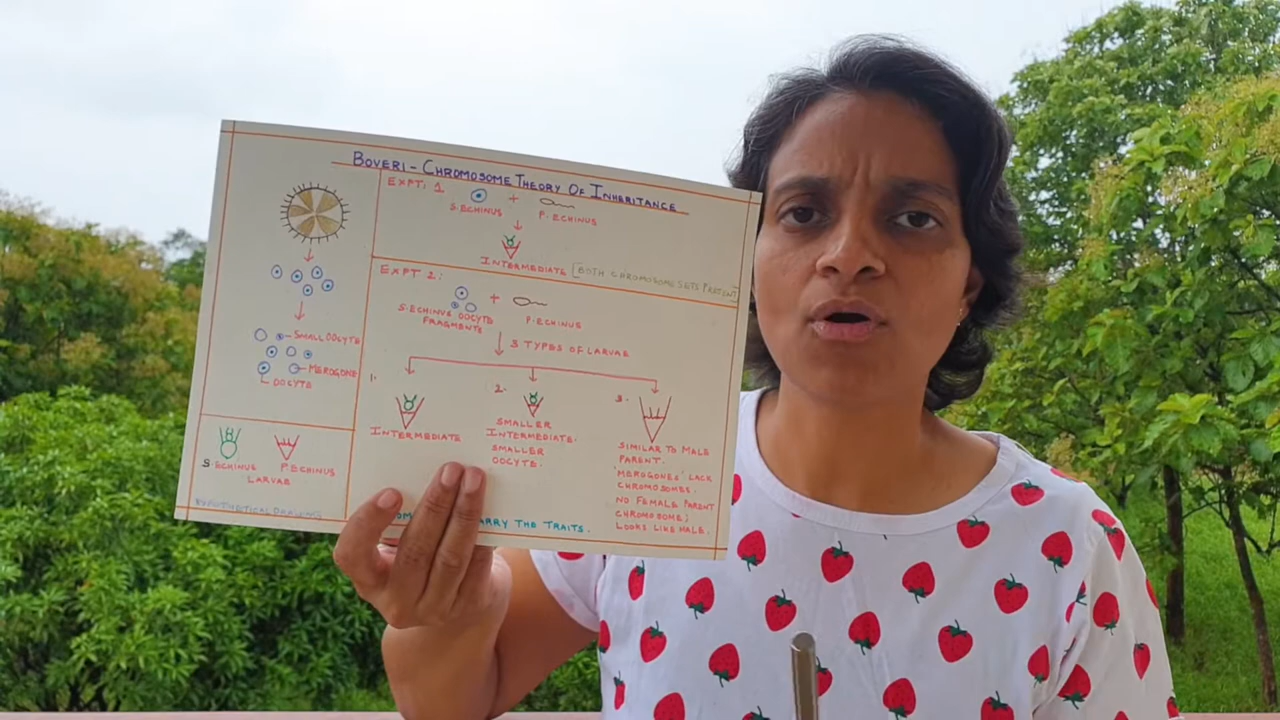 BOVERI - CHROMOSOME THEORY OF INHERITANCE
SMALL OOCYTE
MEROGONE
OOCYTE
S.ECHINUS
P.ECHINUS
LARVAE
EXPT. 1
+
S.ECHINUS
P.ECHINUS
INTERMEDIATE [BOTH CHROMOSOME SETS PRESENT]
EXPT 2:
+
S.ECHINUS OOCYTE
FRAGMENTS
P.ECHINUS
3 TYPES OF LARVAE
1.
INTERMEDIATE
2.
SMALLER
INTERMEDIATE.
SMALLER
OOCYTE.
3.
SIMILAR TO MALE
PARENT.
'MEROGONES' LACK
CHROMOSOMES.
NO FEMALE PARENT
CHROMOSOME;
LOOKS LIKE MALE.
THE TRAITS.